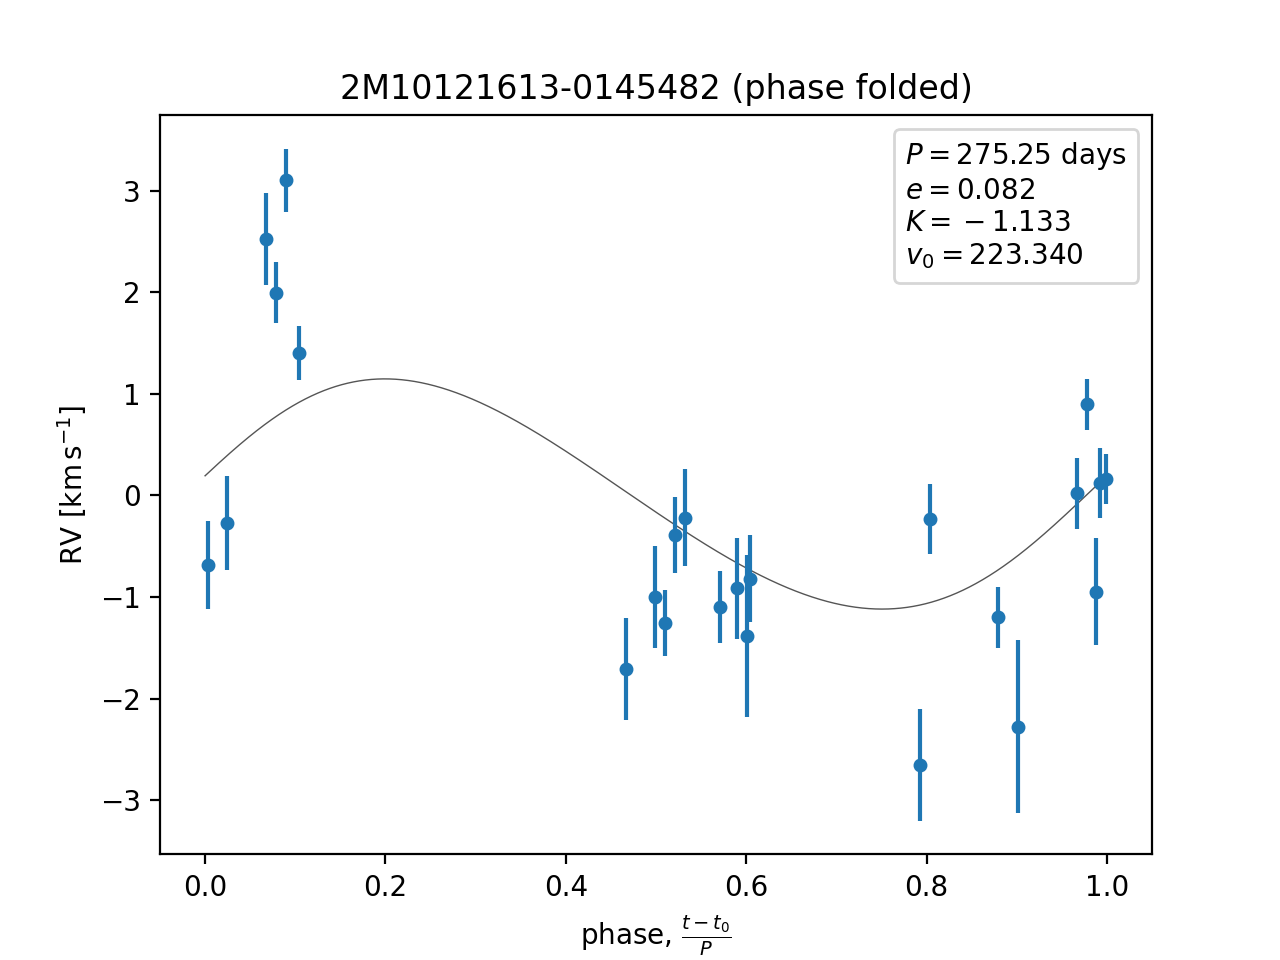 2M10121613-0145482 (phase folded)
P = 275.25 days
e = 0.082
K = −1.133
v₀ = 223.340
RV [km s⁻¹]
3
2
1
0
−1
−2
−3
0.0 0.2 0.4 0.6 0.8 1.0
phase, (t − t₀)/P